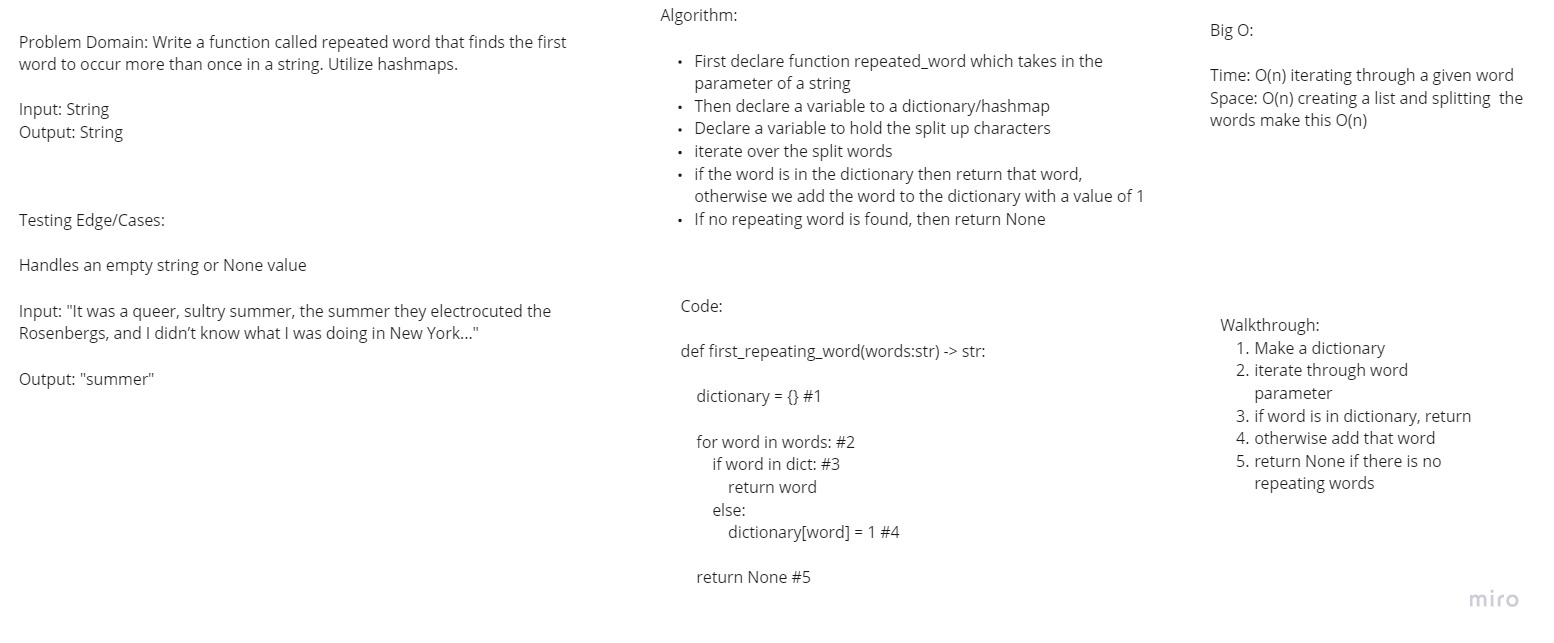 Problem Domain: Write a function called repeated word that finds the first
word to occur more than once in a string. Utilize hashmaps.
Input: String
Output: String
Testing Edge/Cases:
Handles an empty string or None value
Input: "It was a queer, sultry summer, the summer they electrocuted the
Rosenbergs, and I didn’t know what I was doing in New York..."
Output: "summer"
Algorithm:
• First declare function repeated_word which takes in the
parameter of a string
• Then declare a variable to a dictionary/hashmap
• Declare a variable to hold the split up characters
• iterate over the split words
• if the word is in the dictionary then return that word,
otherwise we add the word to the dictionary with a value of 1
• If no repeating word is found, then return None
Code:
def first_repeating_word(words:str) -> str:
dictionary = {} #1
for word in words: #2
if word in dict: #3
return word
else:
dictionary[word] = 1 #4
return None #5
Big O:
Time: O(n) iterating through a given word
Space: O(n) creating a list and splitting  the
words make this O(n)
Walkthrough:
1. Make a dictionary
2. iterate through word
parameter
3. if word is in dictionary, return
4. otherwise add that word
5. return None if there is no
repeating words
miro